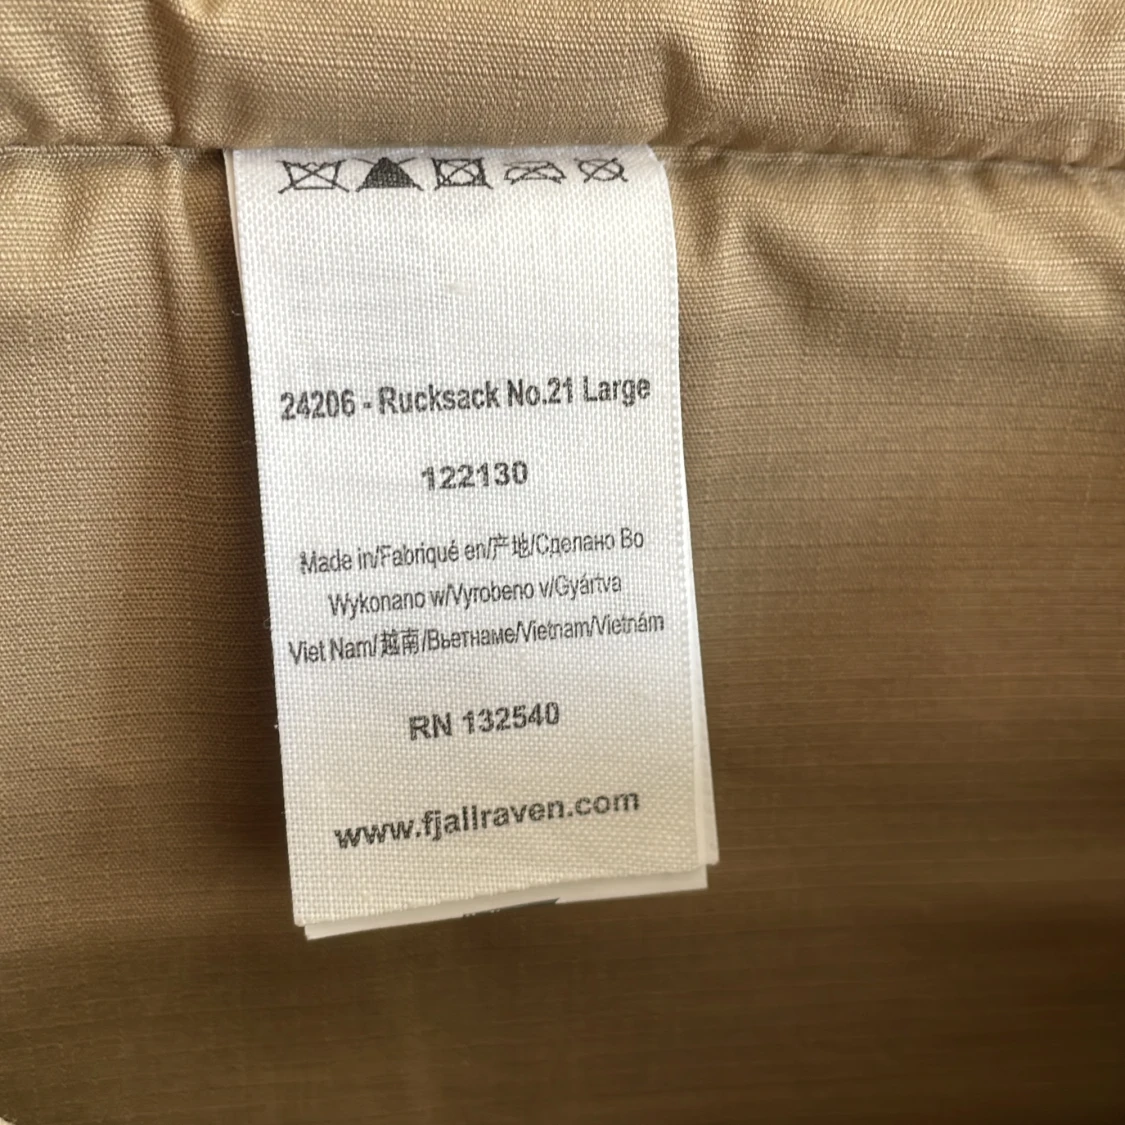 24206 - Rucksack No.21 Large
122130
Made in/Fabriqué en/产地/Сделано Во
Wykonano w/Vyrobeno v/Gyártva
Viet Nam/越南/Вьетнаме/Vietnam/Vietnám
RN 132540
www.fjallraven.com